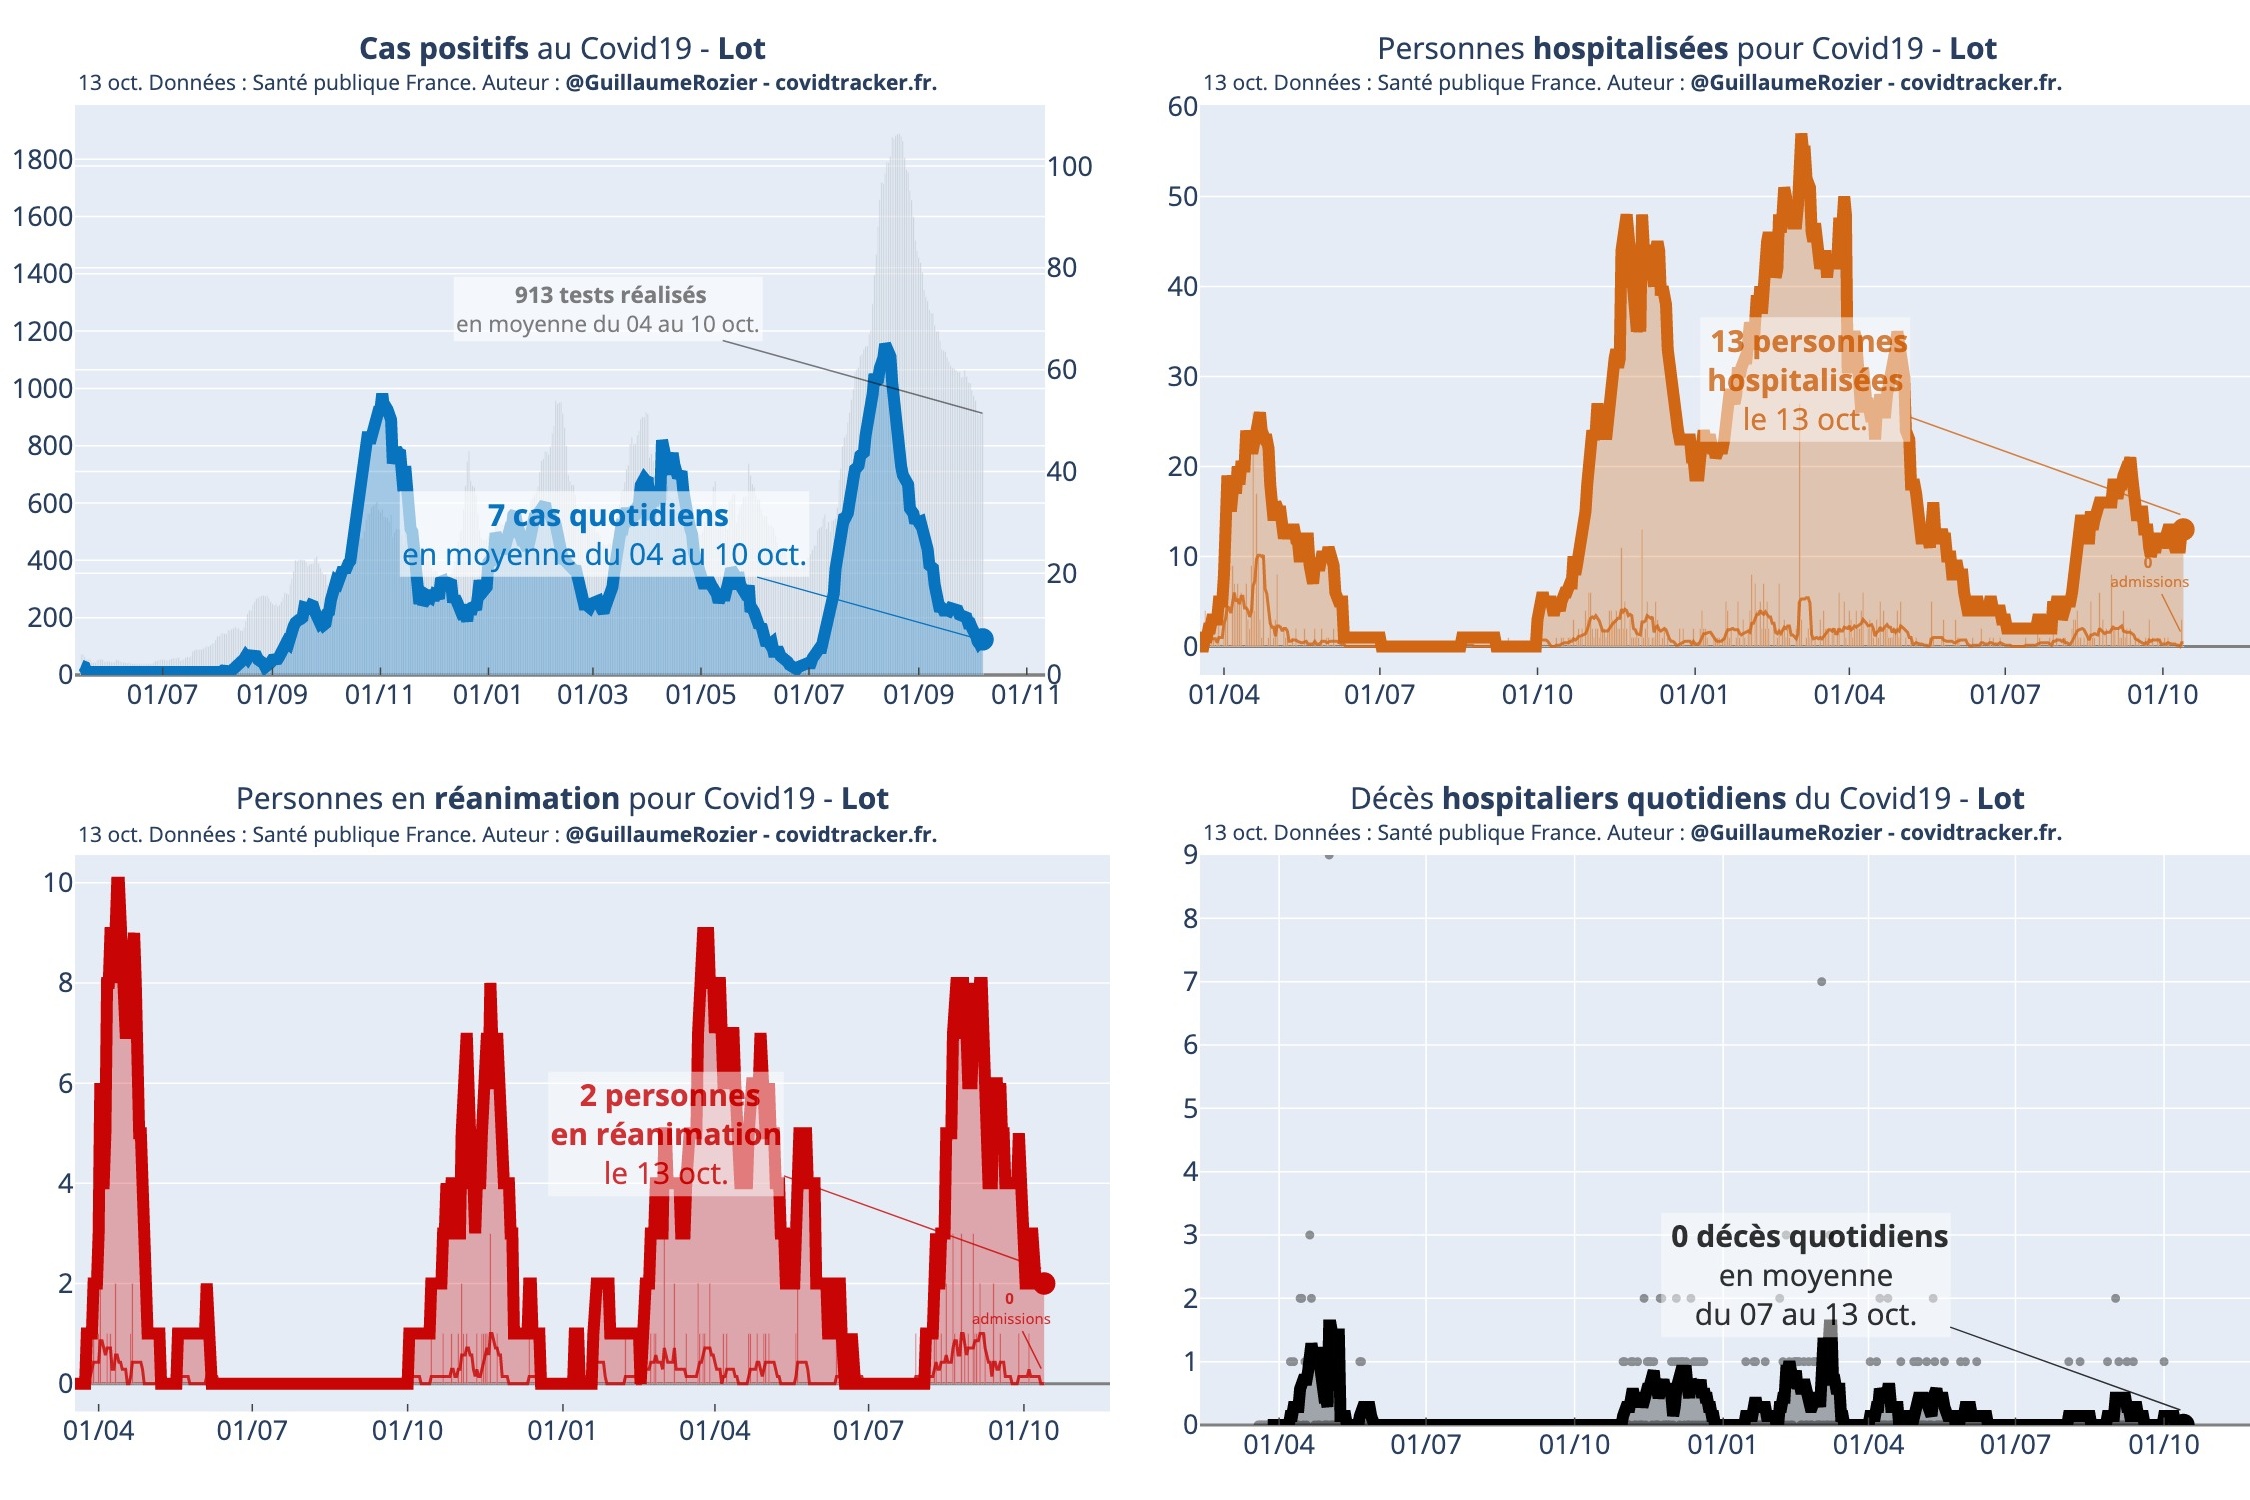 Cas positifs au Covid19 - Lot
13 oct. Données : Santé publique France. Auteur : @GuillaumeRozier - covidtracker.fr.
1800
1600
1400
1200
1000
800
600
400
200
0
100
80
60
40
20
0
913 tests réalisés
en moyenne du 04 au 10 oct.
7 cas quotidiens
en moyenne du 04 au 10 oct.
01/07 01/09 01/11 01/01 01/03 01/05 01/07 01/09 01/11
Personnes hospitalisées pour Covid19 - Lot
13 oct. Données : Santé publique France. Auteur : @GuillaumeRozier - covidtracker.fr.
60
50
40
30
20
10
0
13 personnes
hospitalisées
le 13 oct.
0
admissions
01/04 01/07 01/10 01/01 01/04 01/07 01/10
Personnes en réanimation pour Covid19 - Lot
13 oct. Données : Santé publique France. Auteur : @GuillaumeRozier - covidtracker.fr.
10
8
6
4
2
0
2 personnes
en réanimation
le 13 oct.
0
admissions
01/04 01/07 01/10 01/01 01/04 01/07 01/10
Décès hospitaliers quotidiens du Covid19 - Lot
13 oct. Données : Santé publique France. Auteur : @GuillaumeRozier - covidtracker.fr.
9
8
7
6
5
4
3
2
1
0
0 décès quotidiens
en moyenne
du 07 au 13 oct.
01/04 01/07 01/10 01/01 01/04 01/07 01/10